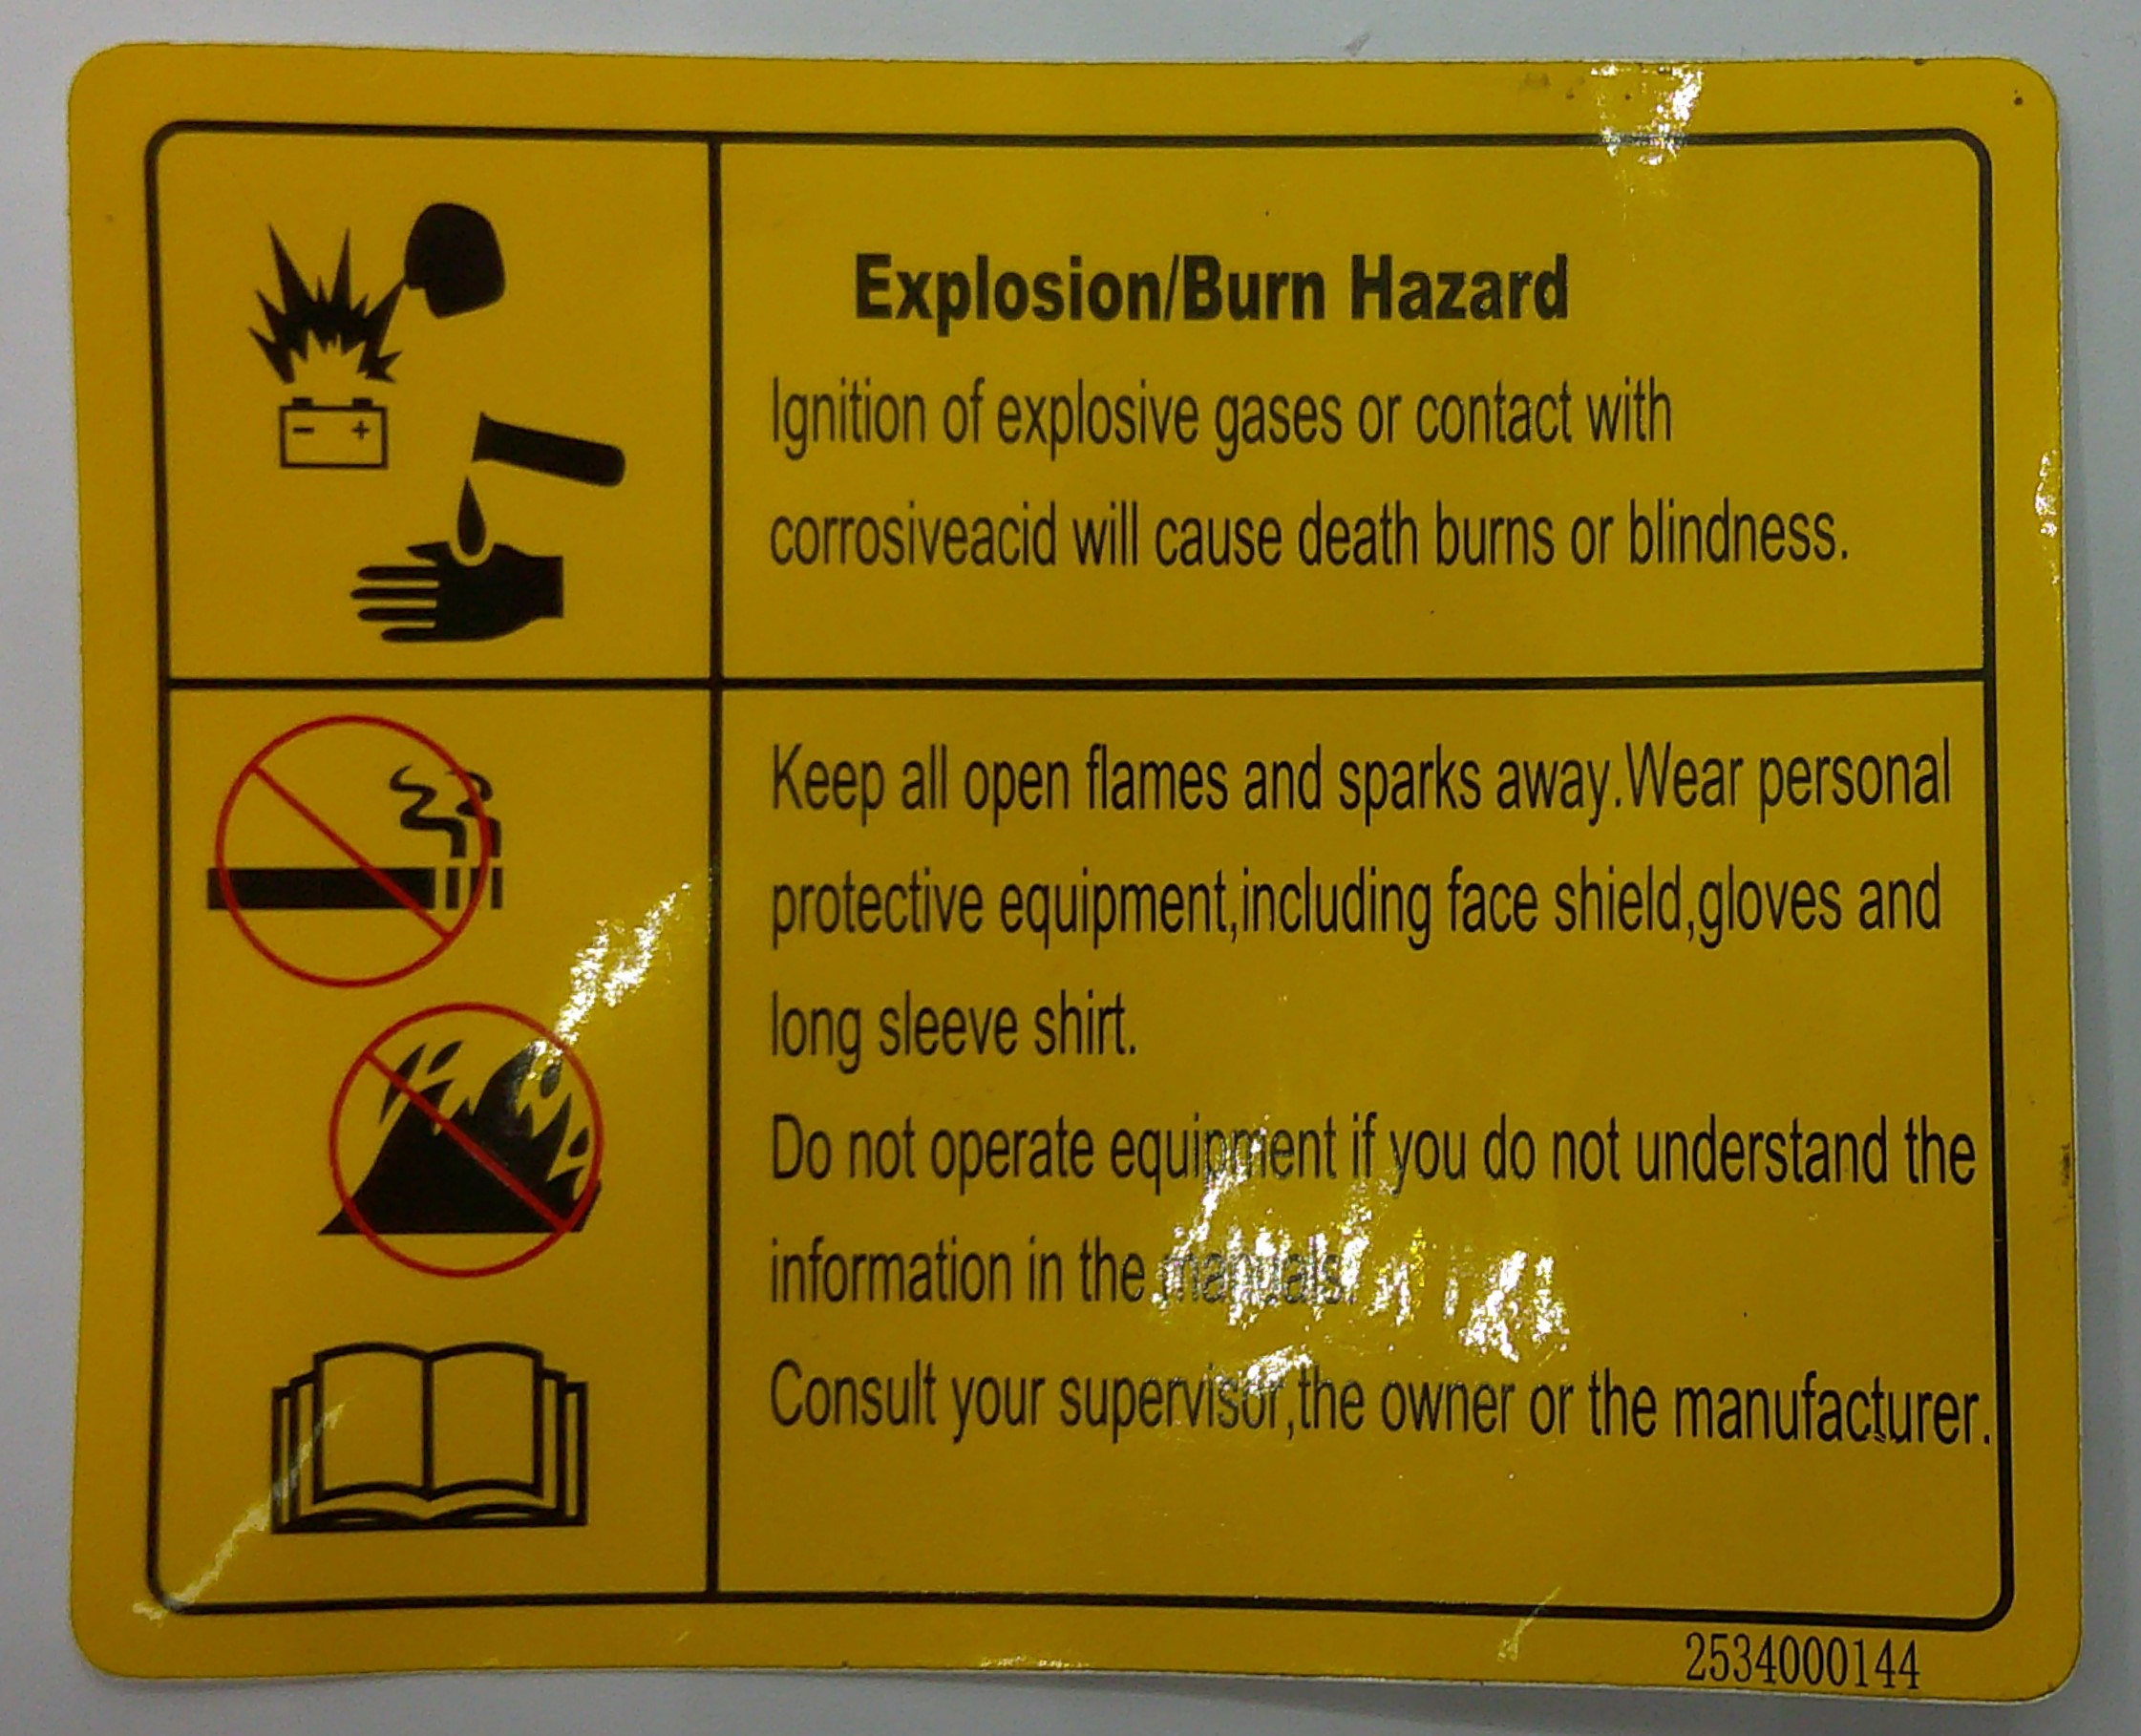 Explosion/Burn Hazard
Ignition of explosive gases or contact with
corrosiveacid will cause death burns or blindness.
- +
Keep all open flames and sparks away.Wear personal
protective equipment,including face shield,gloves and
long sleeve shirt.
Do not operate equipment if you do not understand the
information in the manuals.
Consult your supervisor,the owner or the manufacturer.
2534000144